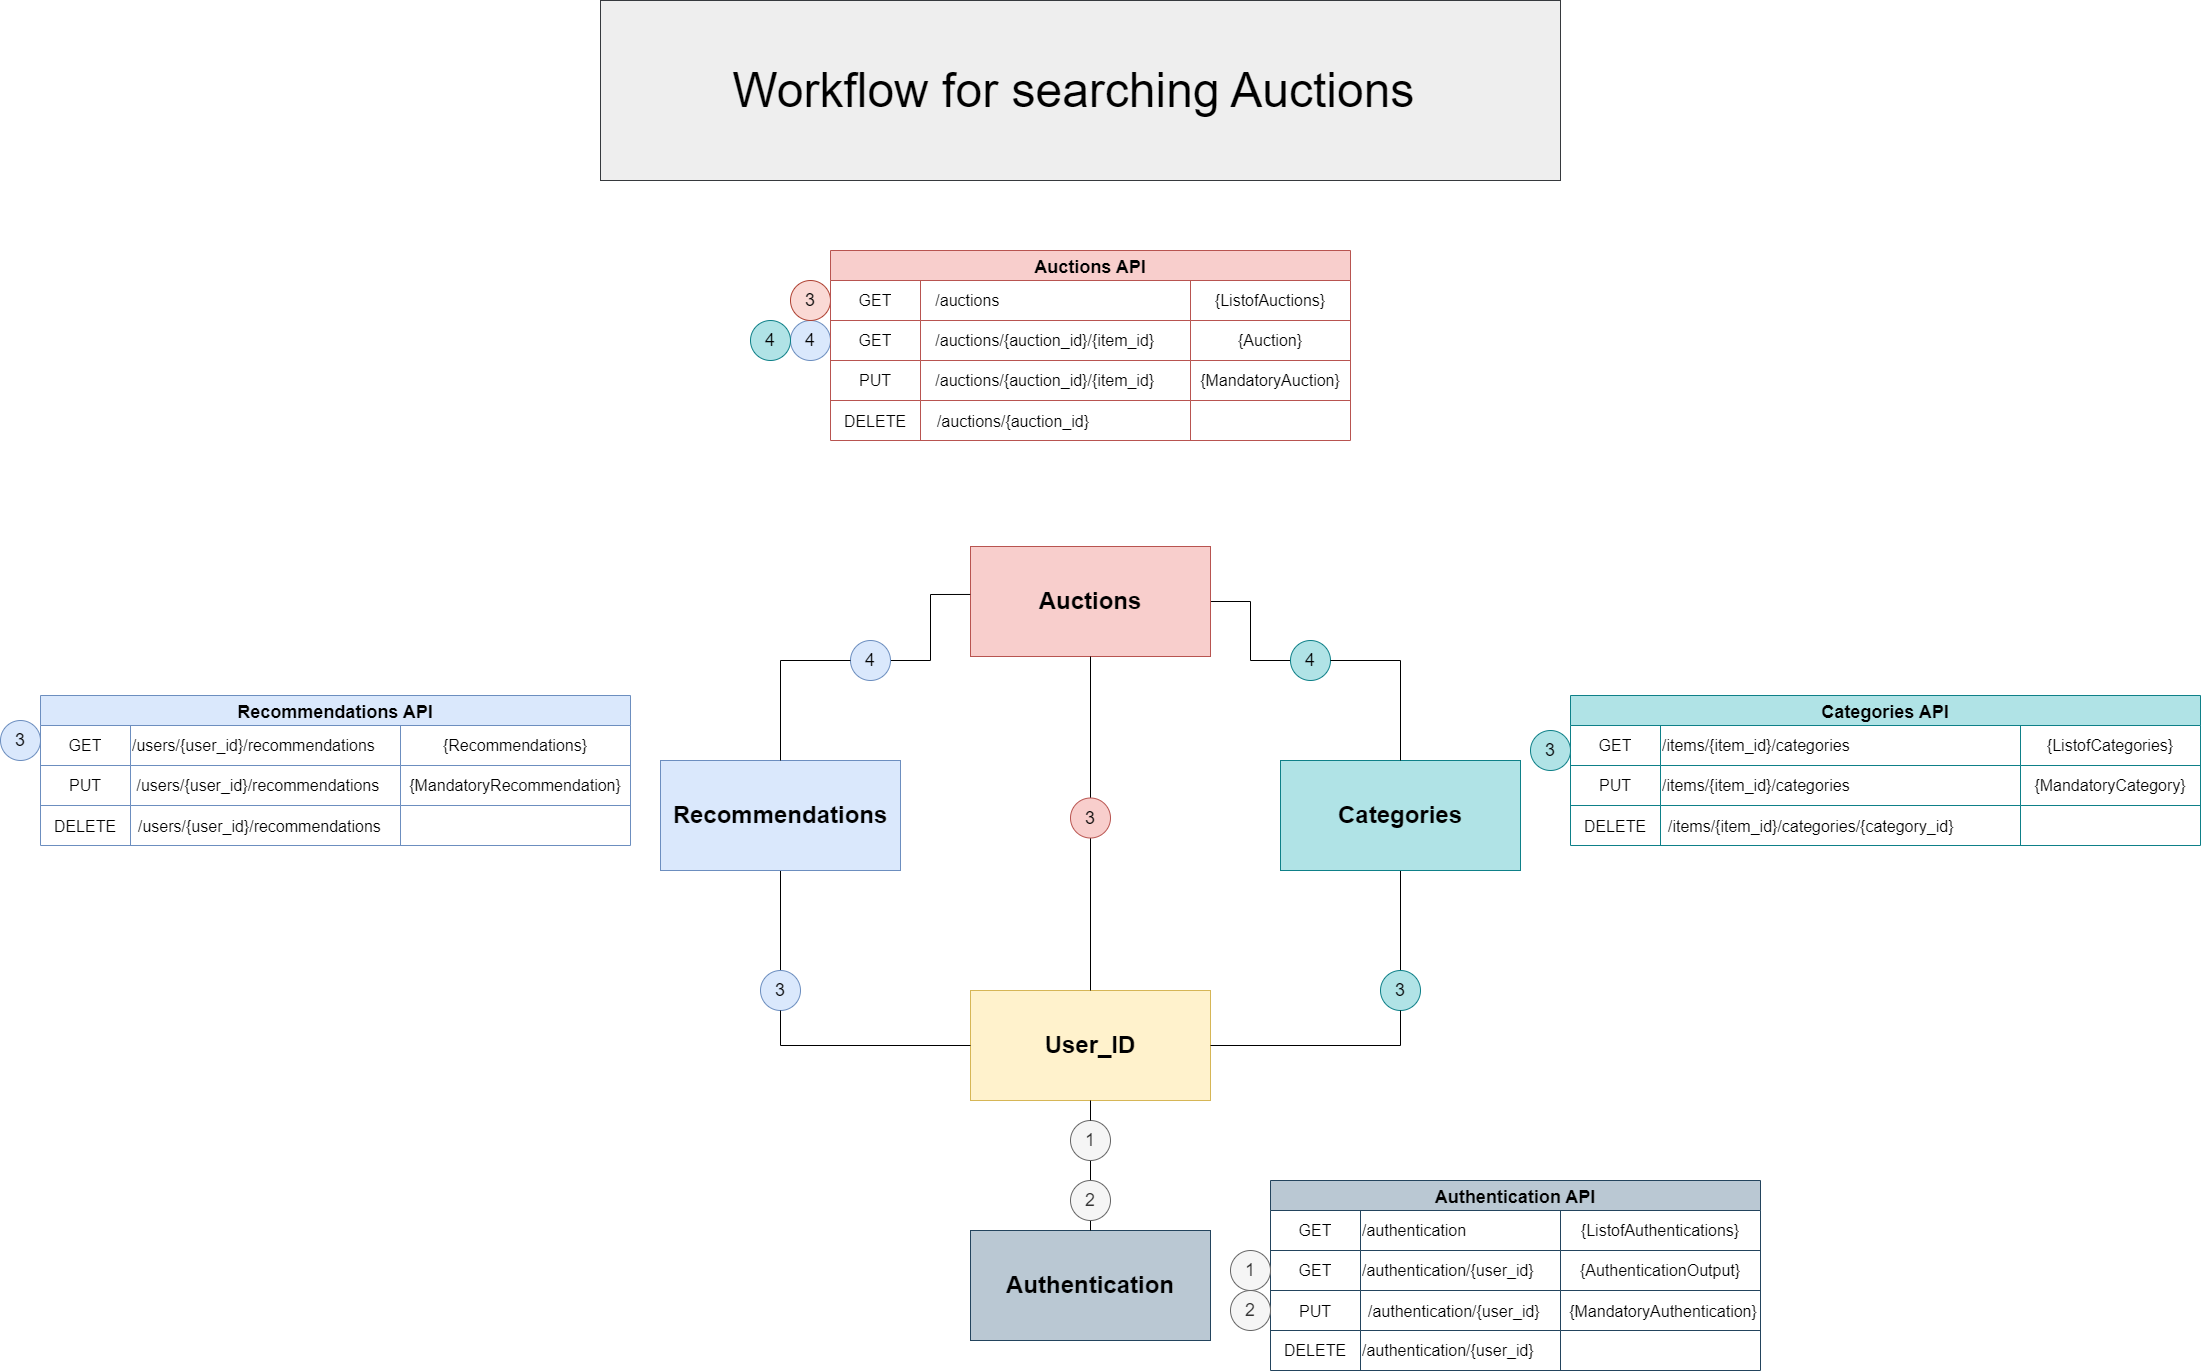 Workflow for searching Auctions
Auctions API
3 GET /auctions {ListofAuctions}
4 4 GET /auctions/{auction_id}/{item_id} {Auction}
PUT /auctions/{auction_id}/{item_id} {MandatoryAuction}
DELETE /auctions/{auction_id}
Auctions
4
4
Recommendations API
3 GET /users/{user_id}/recommendations {Recommendations}
PUT /users/{user_id}/recommendations {MandatoryRecommendation}
DELETE /users/{user_id}/recommendations
Categories API
3 GET /items/{item_id}/categories {ListofCategories}
PUT /items/{item_id}/categories {MandatoryCategory}
DELETE /items/{item_id}/categories/{category_id}
Recommendations
3
Categories
3
3
User_ID
1
2
Authentication
Authentication API
GET /authentication {ListofAuthentications}
1 GET /authentication/{user_id} {AuthenticationOutput}
2 PUT /authentication/{user_id} {MandatoryAuthentication}
DELETE /authentication/{user_id}